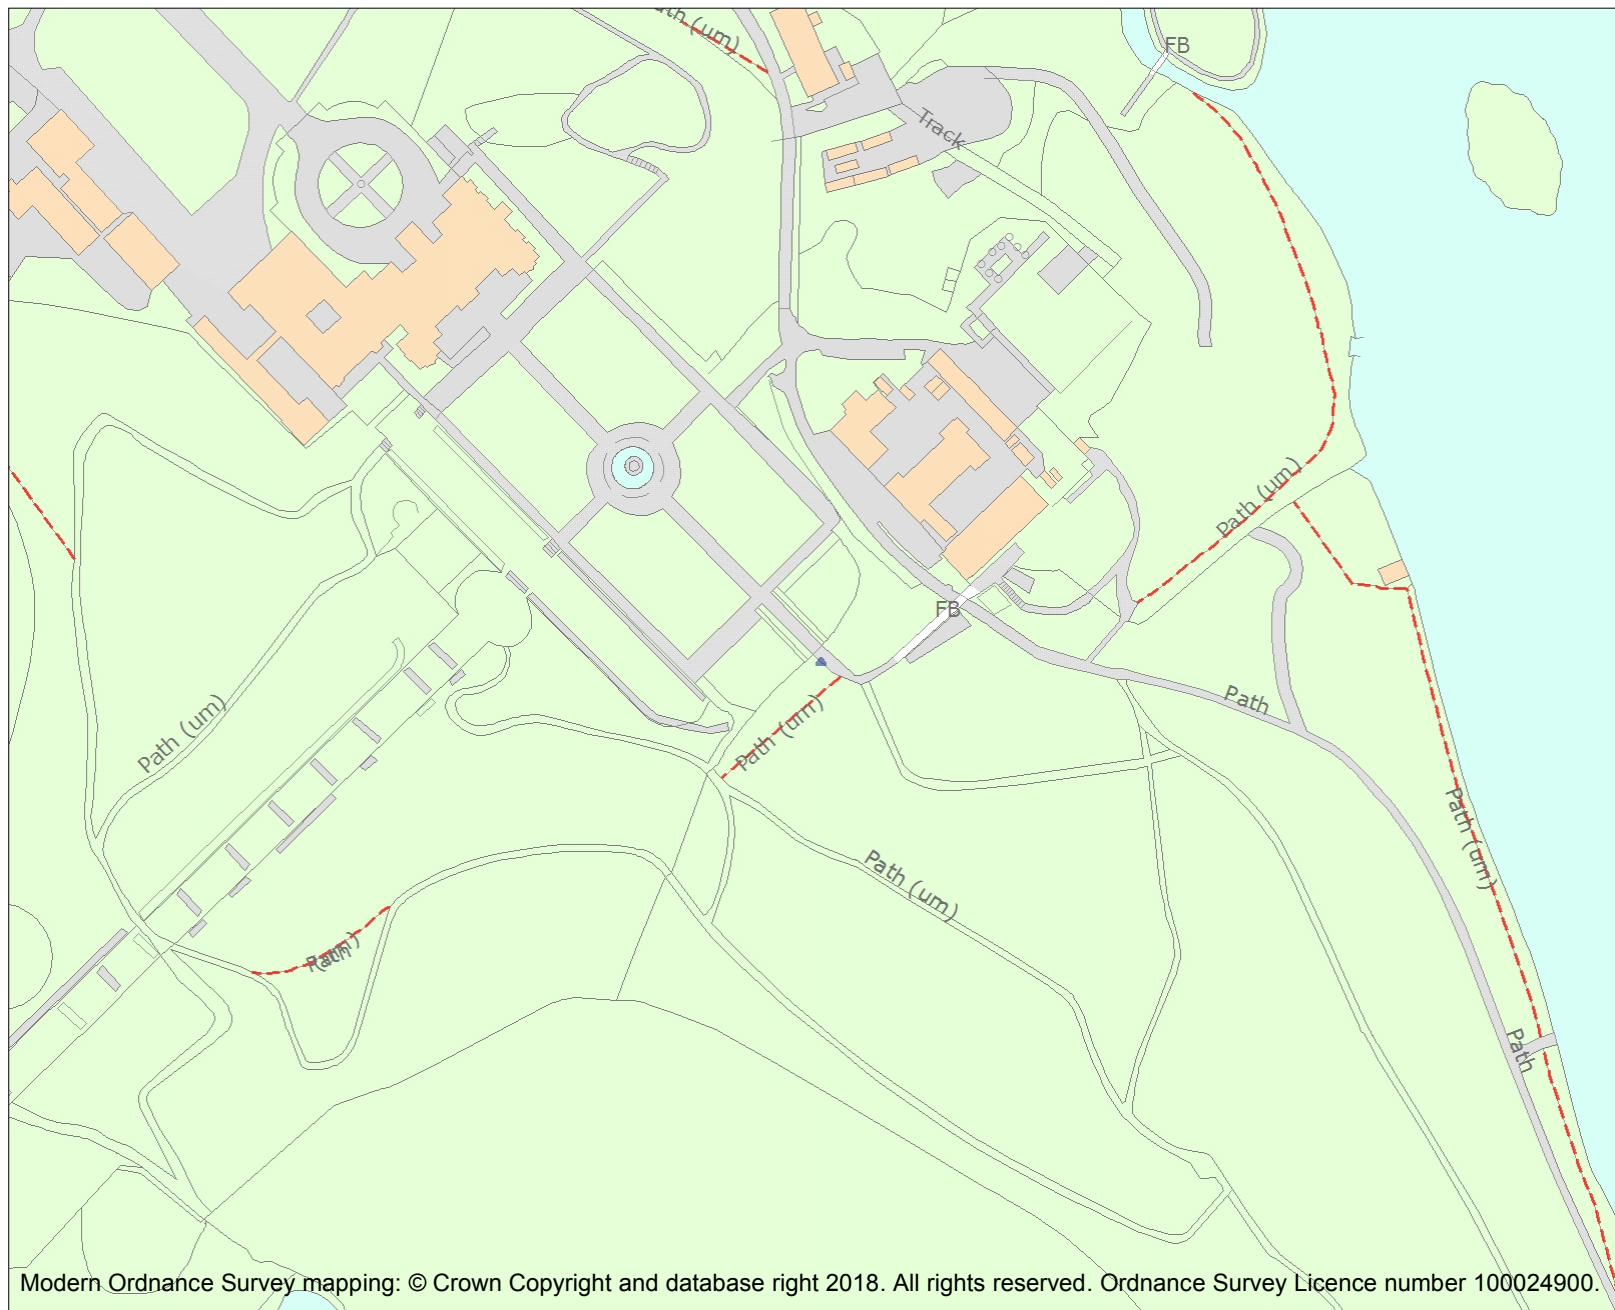 (um)
FB
Track
Path (um)
FB
Path
Path (um)
Path (um)
Path (um)
Path (um)
Path
Path
Modern Ordnance Survey mapping: © Crown Copyright and database right 2018. All rights reserved. Ordnance Survey Licence number 100024900.